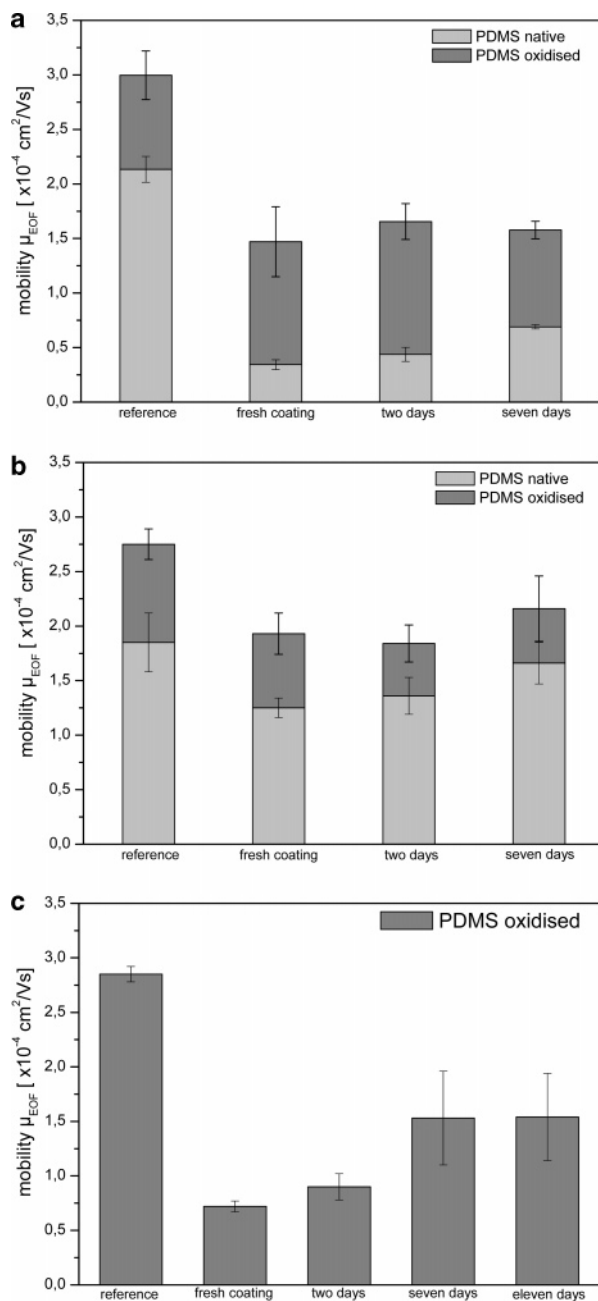 a
PDMS native
PDMS oxidised
3,5
3,0
2,5
2,0
1,5
1,0
0,5
0,0
mobility μEOF [ x10⁻⁴ cm²/Vs]
reference fresh coating two days seven days
b
PDMS native
PDMS oxidised
3,5
3,0
2,5
2,0
1,5
1,0
0,5
0,0
mobility μEOF [ x10⁻⁴ cm²/Vs]
reference fresh coating two days seven days
c
PDMS oxidised
3,5
3,0
2,5
2,0
1,5
1,0
0,5
0,0
mobility μEOF [ x10⁻⁴ cm²/Vs]
reference fresh coating two days seven days eleven days